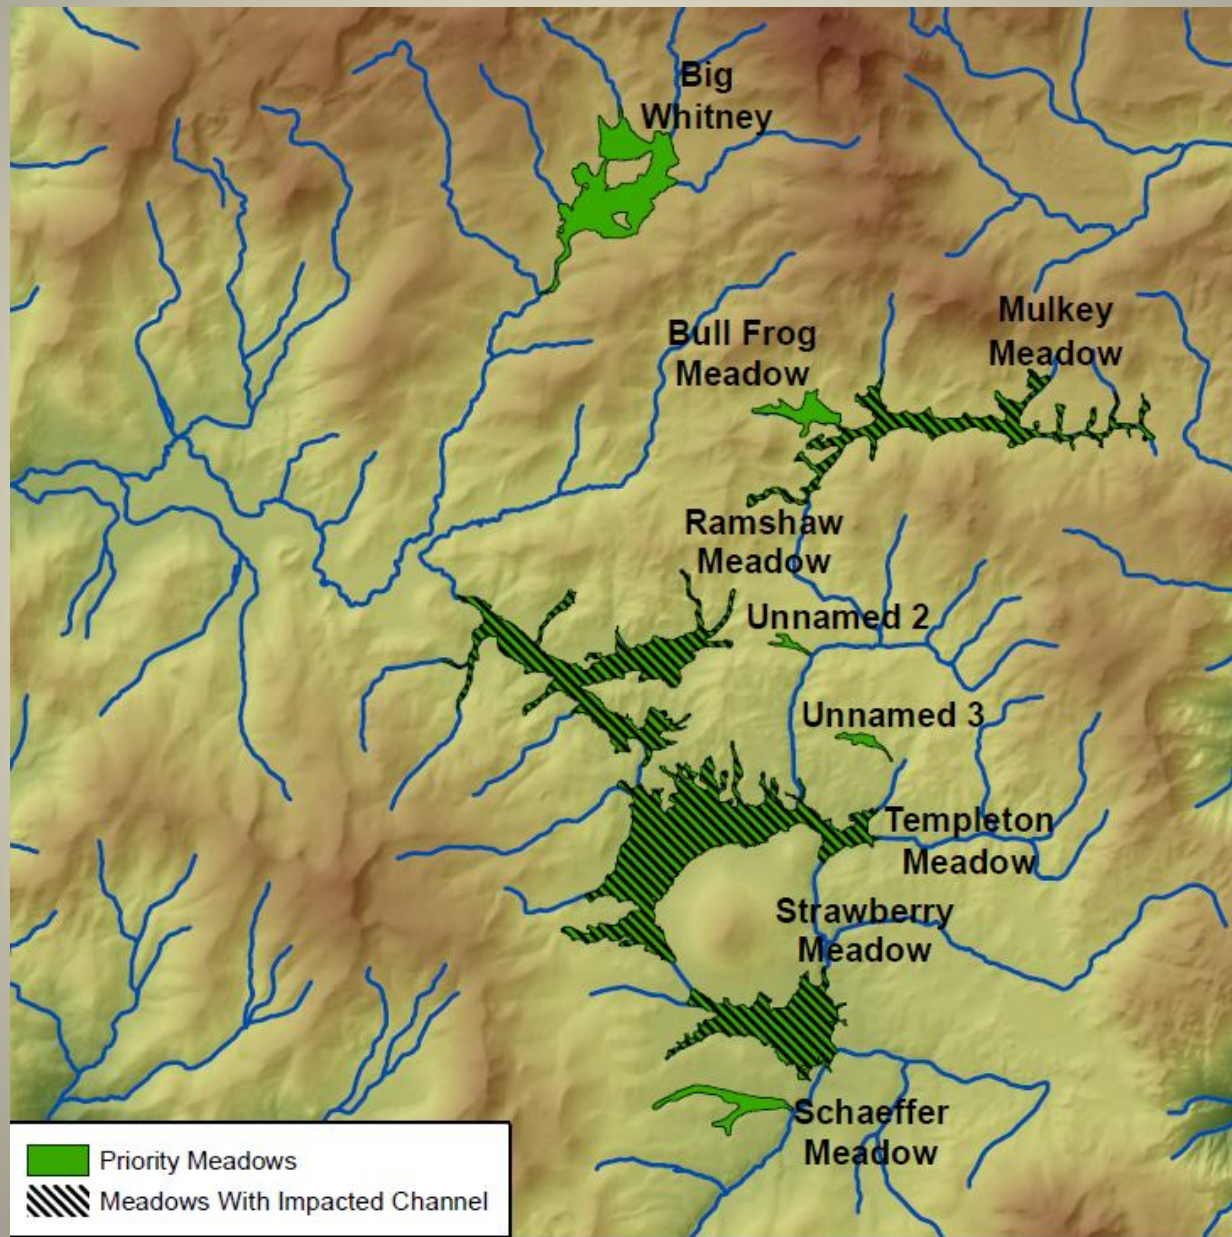 Big
Whitney
Mulkey
Meadow
Bull Frog
Meadow
Ramshaw
Meadow
Unnamed 2
Unnamed 3
Templeton
Meadow
Strawberry
Meadow
Schaeffer
Meadow
Priority Meadows
Meadows With Impacted Channel